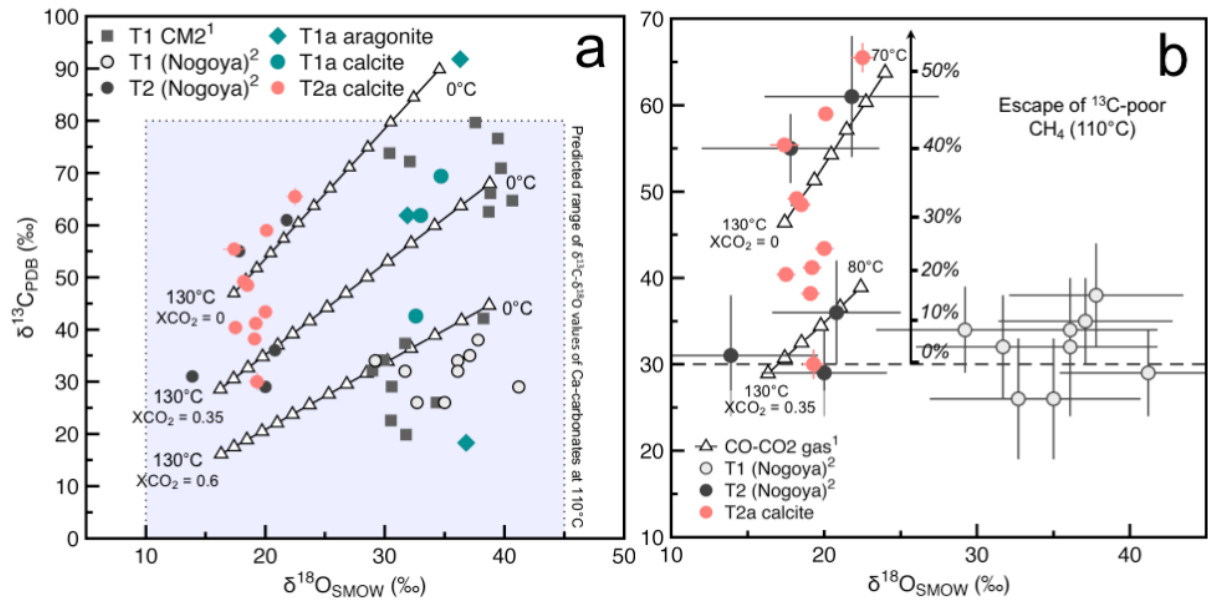 a
T1 CM2¹
T1 (Nogoya)²
T2 (Nogoya)²
T1a aragonite
T1a calcite
T2a calcite
0°C
0°C
0°C
130°C
XCO₂ = 0
130°C
XCO₂ = 0.35
130°C
XCO₂ = 0.6
Predicted range of δ¹³C-δ¹⁸O values of Ca-carbonates at 110°C
δ¹³C_PDB (‰)
100
90
80
70
60
50
40
30
20
10
0
10
20
30
40
50
δ¹⁸O_SMOW (‰)
b
70°C
50%
40%
30%
20%
10%
0%
Escape of ¹³C-poor
CH₄ (110°C)
130°C
XCO₂ = 0
80°C
130°C
XCO₂ = 0.35
CO-CO2 gas¹
T1 (Nogoya)²
T2 (Nogoya)²
T2a calcite
70
60
50
40
30
20
10
10
20
30
40
δ¹⁸O_SMOW (‰)